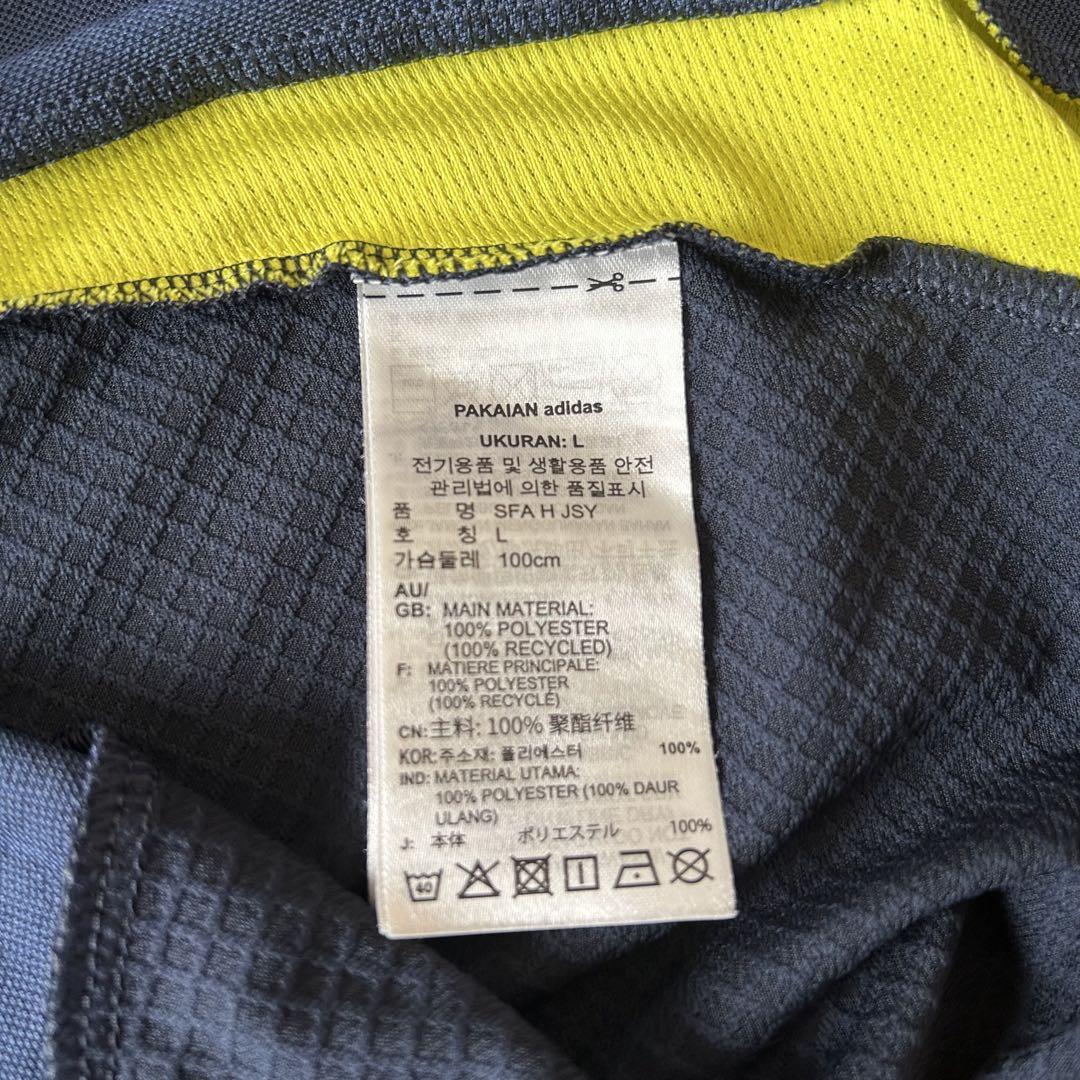 PAKAIAN adidas
UKURAN: L
전기용품 및 생활용품 안전
관리법에 의한 품질표시
품 명 SFA H JSY
호 칭 L
가슴둘레 100cm
AU/
GB: MAIN MATERIAL:
100% POLYESTER
(100% RECYCLED)
F: MATIERE PRINCIPALE:
100% POLYESTER
(100% RECYCLÉ)
CN:主料: 100% 聚酯纤维
KOR:주소재: 폴리에스터 100%
IND: MATERIAL UTAMA:
100% POLYESTER (100% DAUR
ULANG)
J: 本体 ポリエステル 100%
40